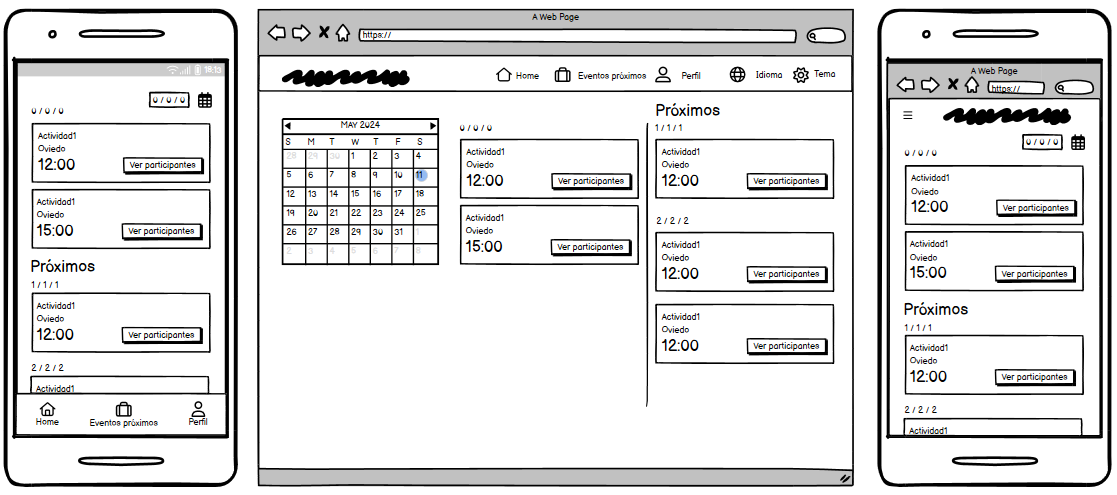 18:13
0 / 0 / 0
0 / 0 / 0
Actividad1
Oviedo
12:00
Ver participantes
Actividad1
Oviedo
15:00
Ver participantes
Próximos
1 / 1 / 1
Actividad1
Oviedo
12:00
Ver participantes
2 / 2 / 2
Actividad1
Home
Eventos próximos
Perfil
A Web Page
https://
Home
Eventos próximos
Perfil
Idioma
Tema
MAY 2024
S M T W T F S
28 29 30 1 2 3 4
5 6 7 8 9 10 11
12 13 14 15 16 17 18
19 20 21 22 23 24 25
26 27 28 29 30 31
2 3 4 5 6 7 8
0 / 0 / 0
Actividad1
Oviedo
12:00
Ver participantes
Actividad1
Oviedo
15:00
Ver participantes
Próximos
1 / 1 / 1
Actividad1
Oviedo
12:00
Ver participantes
2 / 2 / 2
Actividad1
Oviedo
12:00
Ver participantes
Actividad1
Oviedo
12:00
Ver participantes
A Web Page
https://
0 / 0 / 0
0 / 0 / 0
Actividad1
Oviedo
12:00
Ver participantes
Actividad1
Oviedo
15:00
Ver participantes
Próximos
1 / 1 / 1
Actividad1
Oviedo
12:00
Ver participantes
2 / 2 / 2
Actividad1